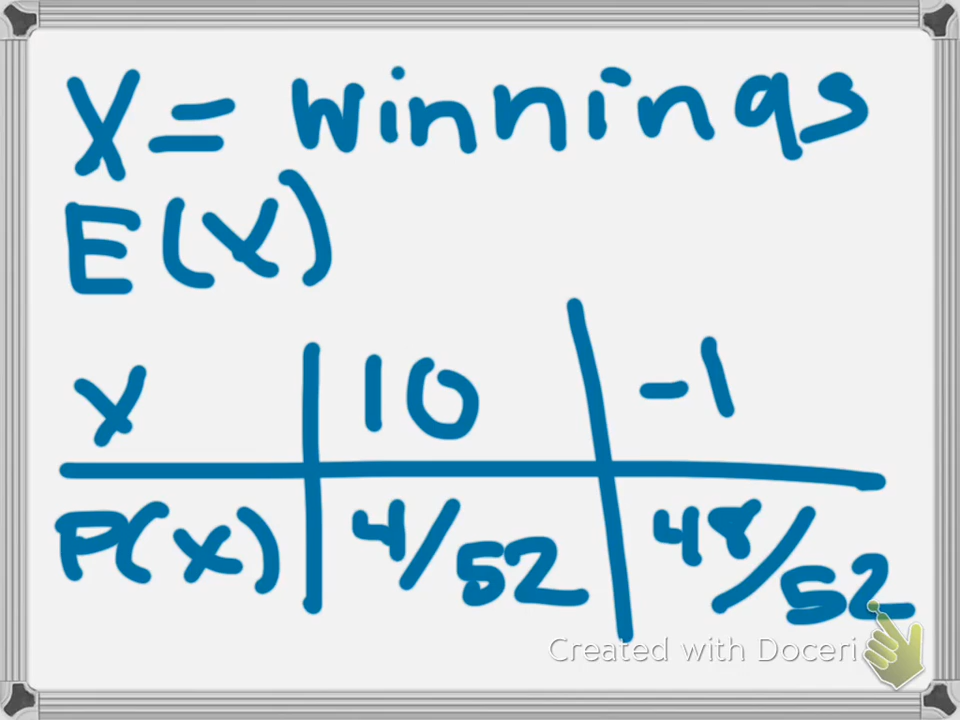 X = Winnings
E(X)
x 10 -1
P(x) 4/52 48/52
Created with Doceri